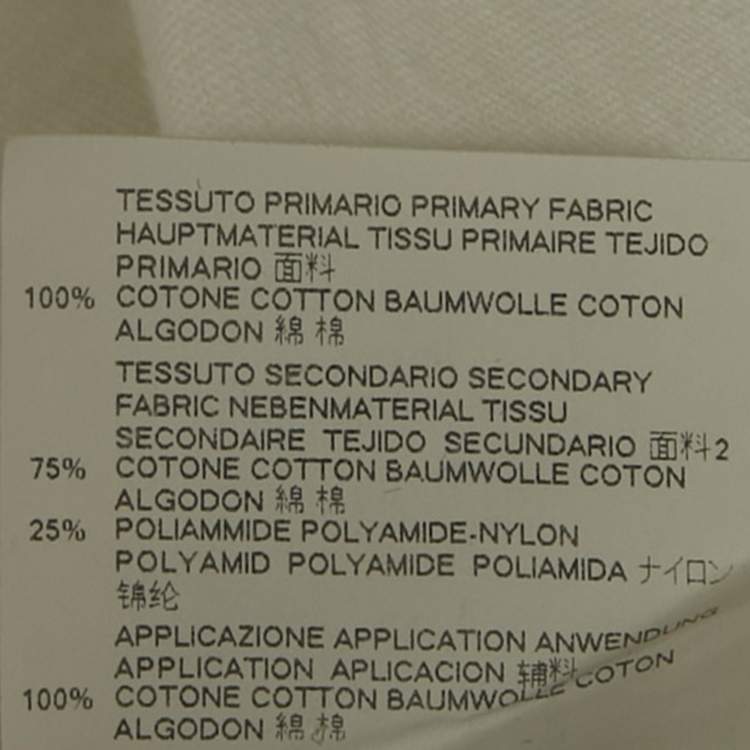 TESSUTO PRIMARIO PRIMARY FABRIC
HAUPTMATERIAL TISSU PRIMAIRE TEJIDO
PRIMARIO 面料
100% COTONE COTTON BAUMWOLLE COTON
ALGODON 綿 棉
TESSUTO SECONDARIO SECONDARY
FABRIC NEBENMATERIAL TISSU
SECONDAIRE TEJIDO SECUNDARIO 面料2
75% COTONE COTTON BAUMWOLLE COTON
ALGODON 綿 棉
25% POLIAMMIDE POLYAMIDE-NYLON
POLYAMID POLYAMIDE POLIAMIDA ナイロン
锦纶
APPLICAZIONE APPLICATION ANWENDUNG
APPLICATION APLICACION 辅料
100% COTONE COTTON BAUMWOLLE COTON
ALGODON 綿 棉